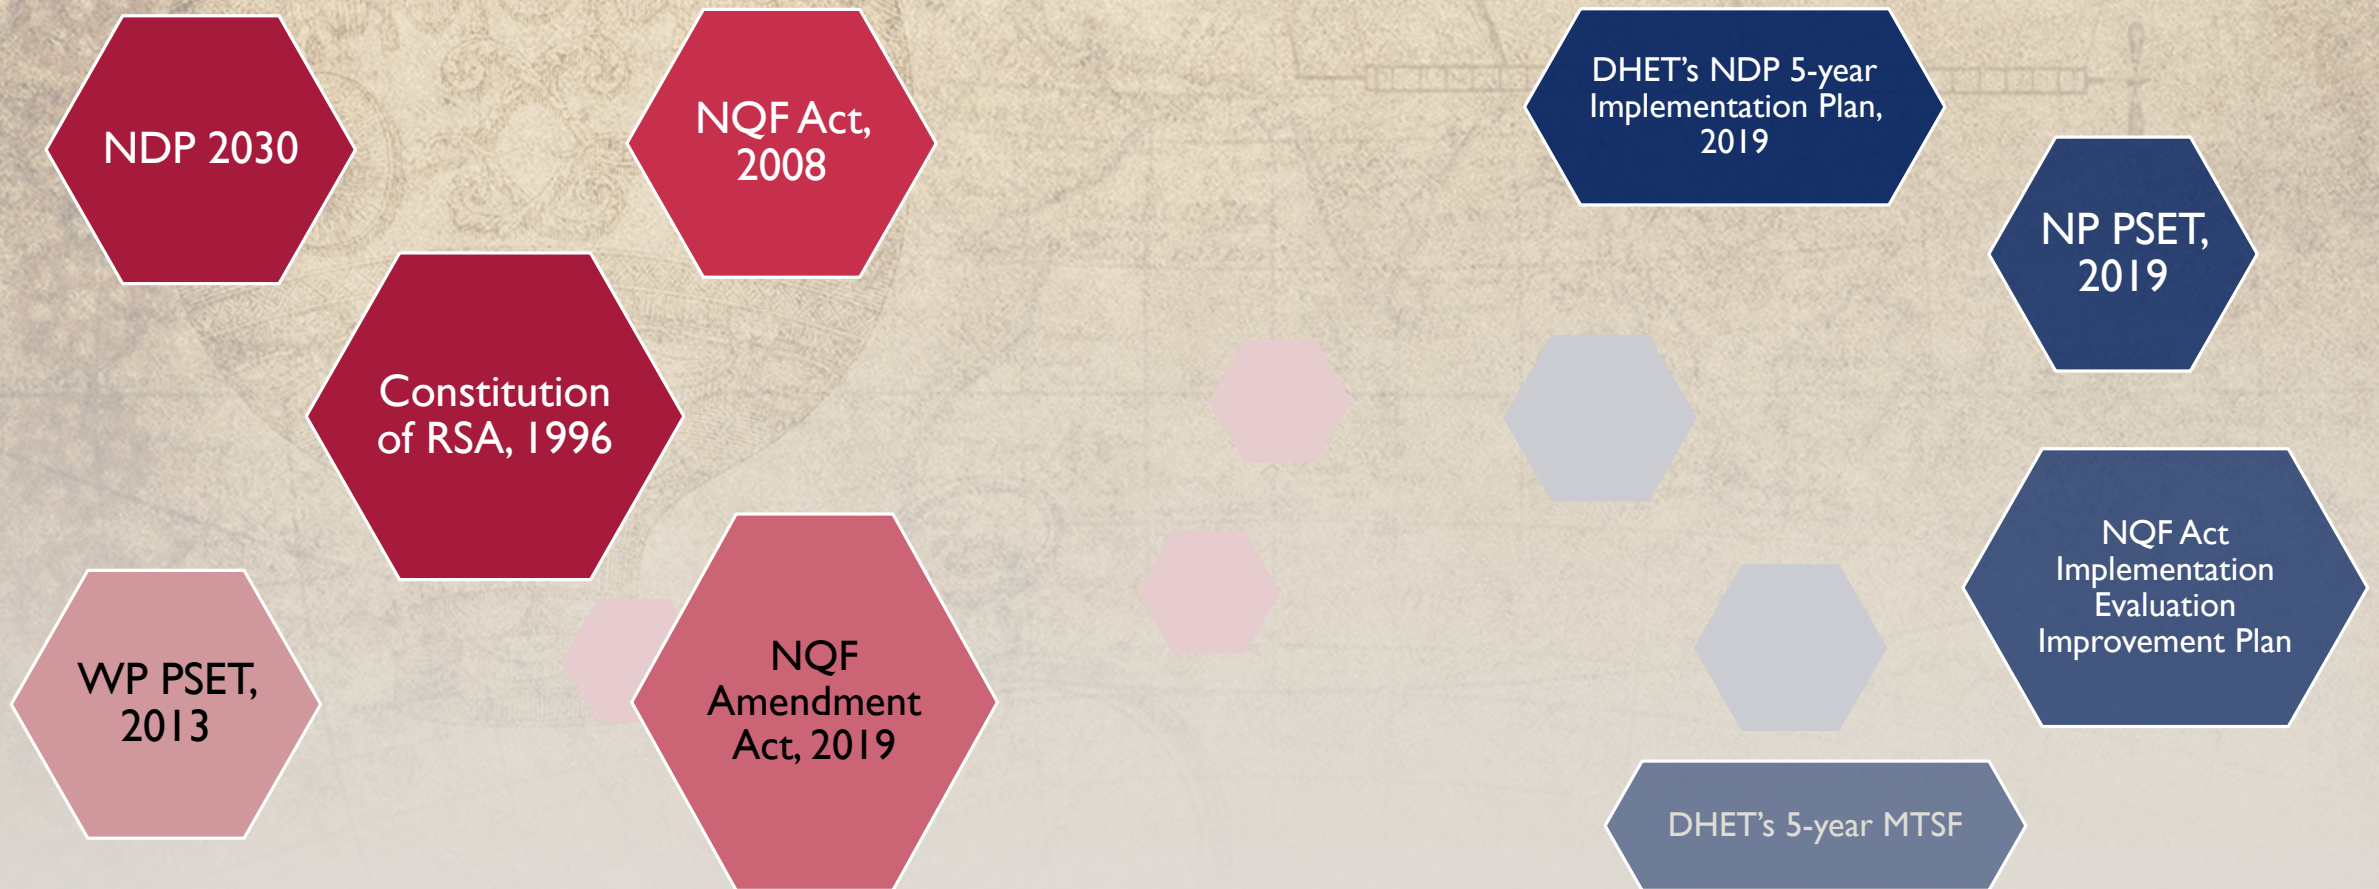 NDP 2030
NQF Act,
2008
Constitution
of RSA, 1996
WP PSET,
2013
NQF
Amendment
Act, 2019
DHET's NDP 5-year
Implementation Plan,
2019
NP PSET,
2019
NQF Act
Implementation
Evaluation
Improvement Plan
DHET's 5-year MTSF